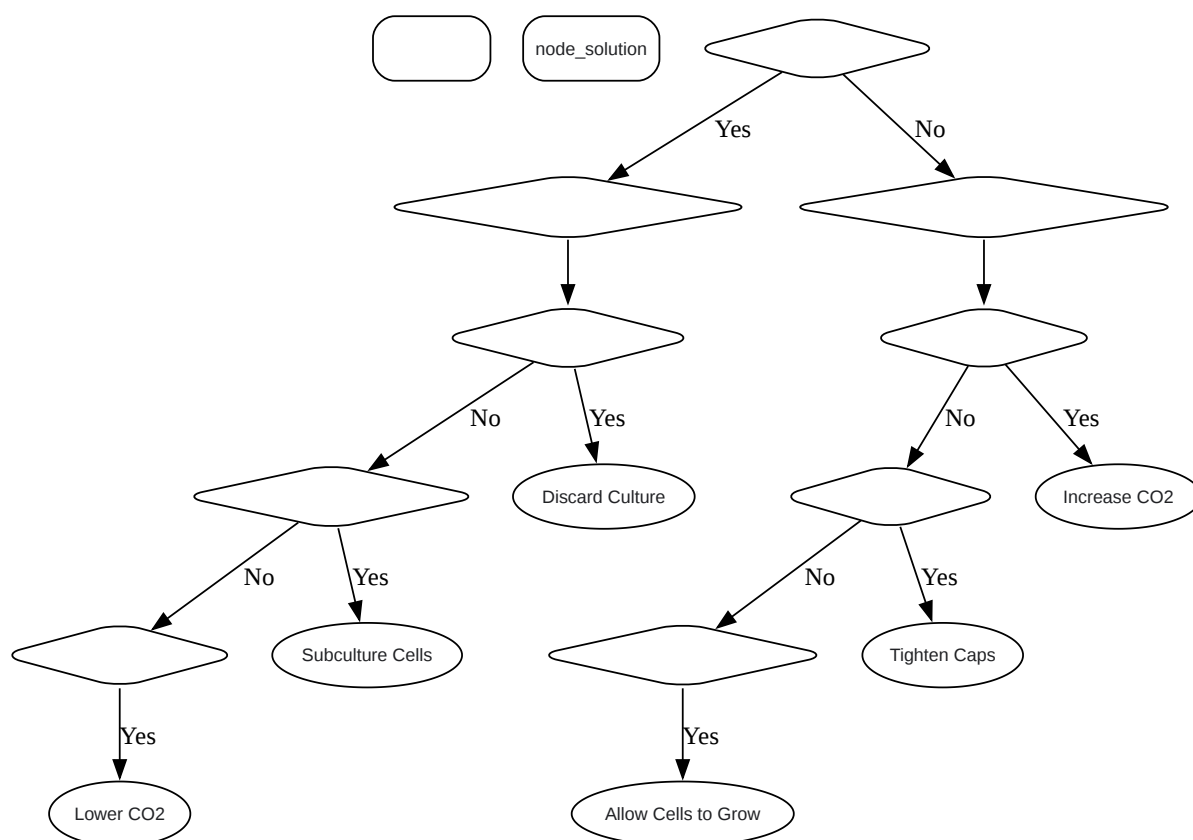 node_solution
Yes
No
No
Yes
No
Yes
Discard Culture
Increase CO2
No
Yes
No
Yes
Subculture Cells
Tighten Caps
Yes
Yes
Lower CO2
Allow Cells to Grow